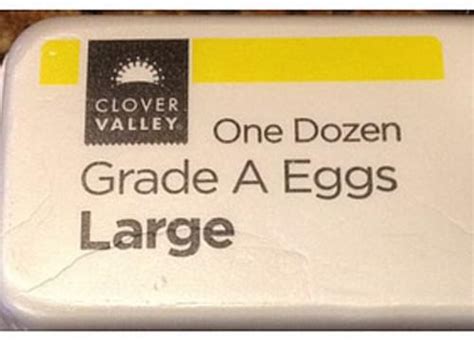 CLOVER
VALLEY
One Dozen
Grade A Eggs
Large